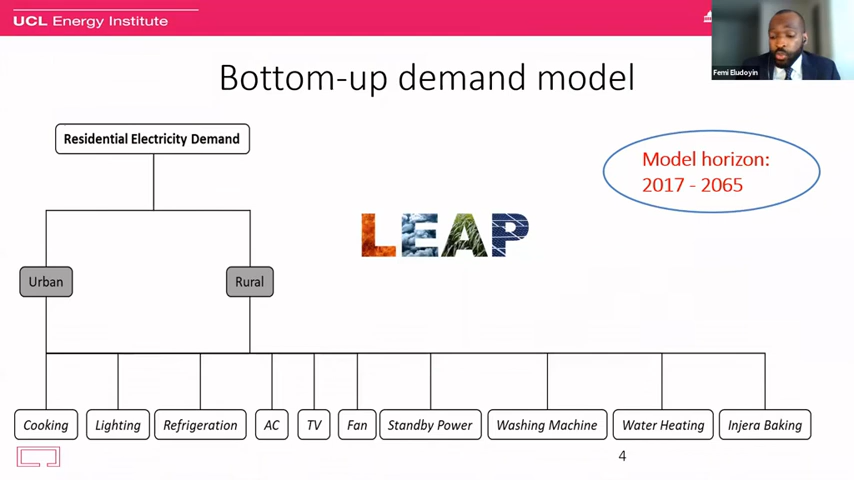 UCL Energy Institute
Femi Eludoyin
Bottom-up demand model
Residential Electricity Demand
Model horizon:
2017 - 2065
LEAP
Urban
Rural
Cooking
Lighting
Refrigeration
AC
TV
Fan
Standby Power
Washing Machine
Water Heating
Injera Baking
4